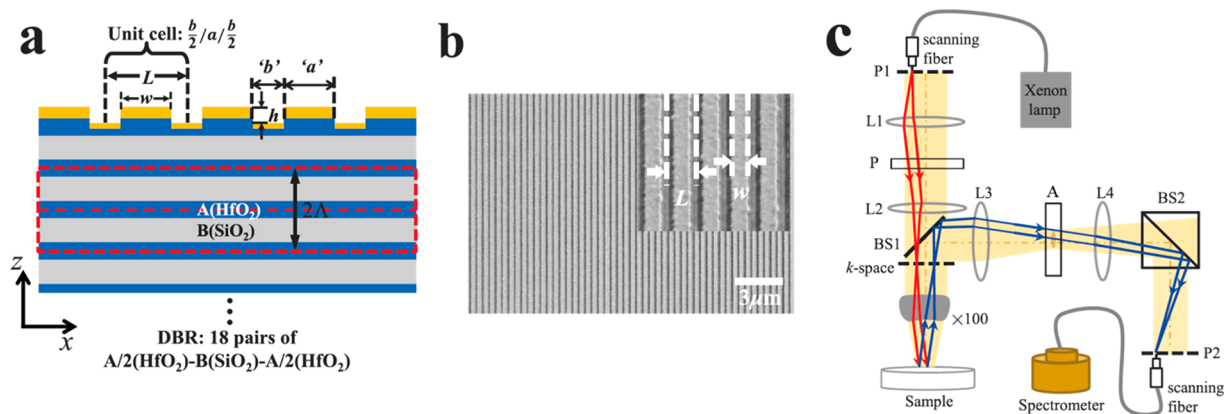 a
Unit cell: b/2/a/b/2
L
w
‘b’
‘a’
h
A(HfO2)
B(SiO2)
2Λ
z
x
DBR: 18 pairs of
A/2(HfO2)-B(SiO2)-A/2(HfO2)
b
L
w
3μm
c
scanning
fiber
P1
Xenon
lamp
L1
P
L2
L3
A
L4
BS2
BS1
k-space
×100
P2
Sample
Spectrometer
scanning
fiber